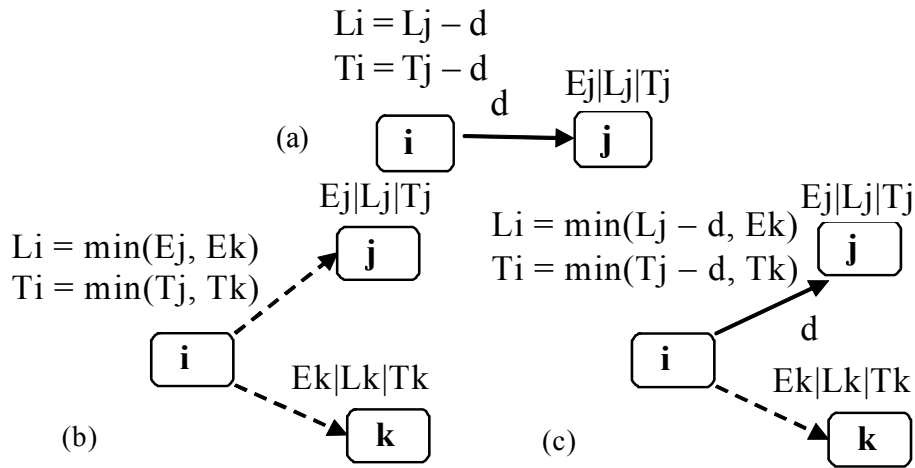 Li = Lj – d
Ti = Tj – d
Ej|Lj|Tj
d
(a)
i
j
Ej|Lj|Tj
Li = min(Ej, Ek)
Ti = min(Tj, Tk)
j
i
Ek|Lk|Tk
(b)
k
Ej|Lj|Tj
Li = min(Lj – d, Ek)
Ti = min(Tj – d, Tk)
j
d
i
Ek|Lk|Tk
(c)
k